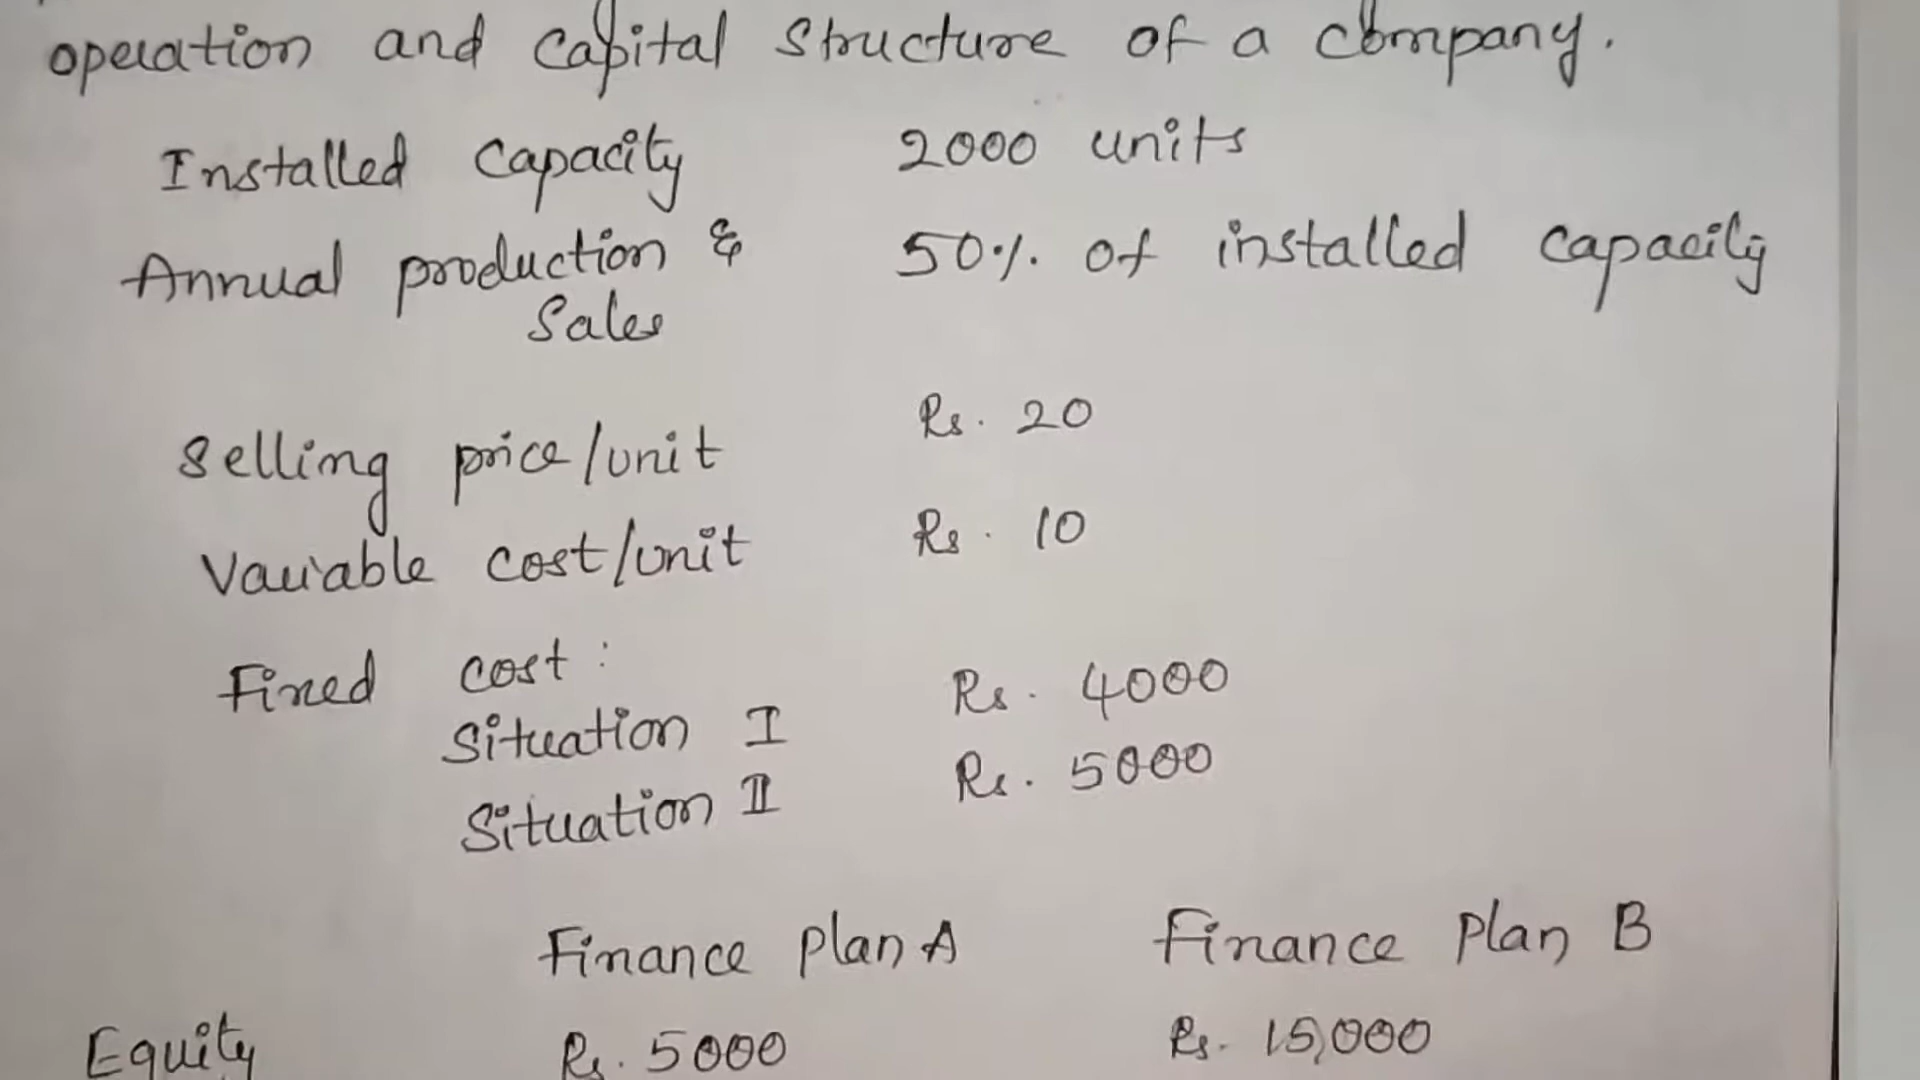 operation and capital structure of a company.
Installed capacity 2000 units
Annual production & 50% of installed capacity
Sales
Selling price/unit Rs. 20
Variable cost/unit Rs. 10
Fixed cost:
Situation I Rs. 4000
Situation II Rs. 5000
Finance plan A Finance plan B
Equity Rs. 5000 Rs. 15,000